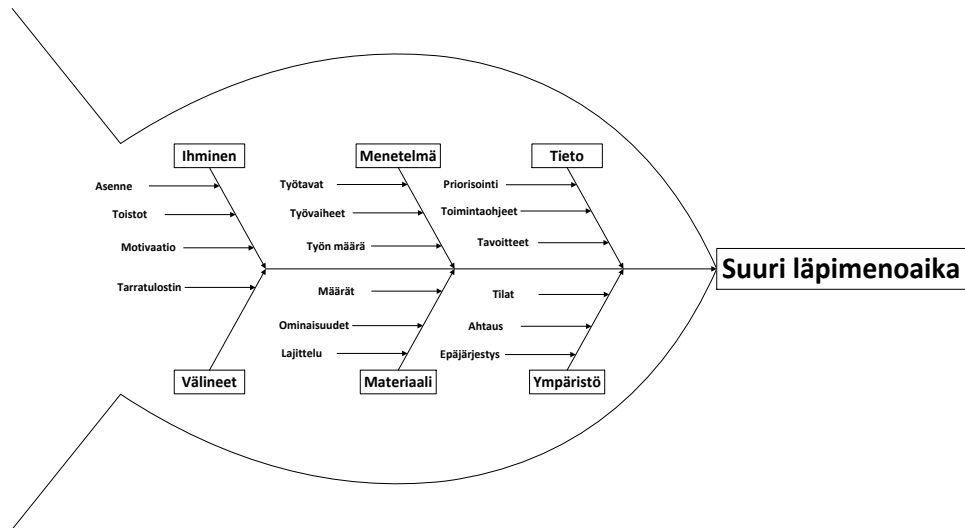 Ihminen
Menetelmä
Tieto
Asenne
Työtavat
Priorisointi
Toistot
Työvaiheet
Toimintaohjeet
Motivaatio
Työn määrä
Tavoitteet
Suuri läpimenoaika
Tarratulostin
Määrät
Tilat
Ominaisuudet
Ahtaus
Lajittelu
Epäjärjestys
Välineet
Materiaali
Ympäristö